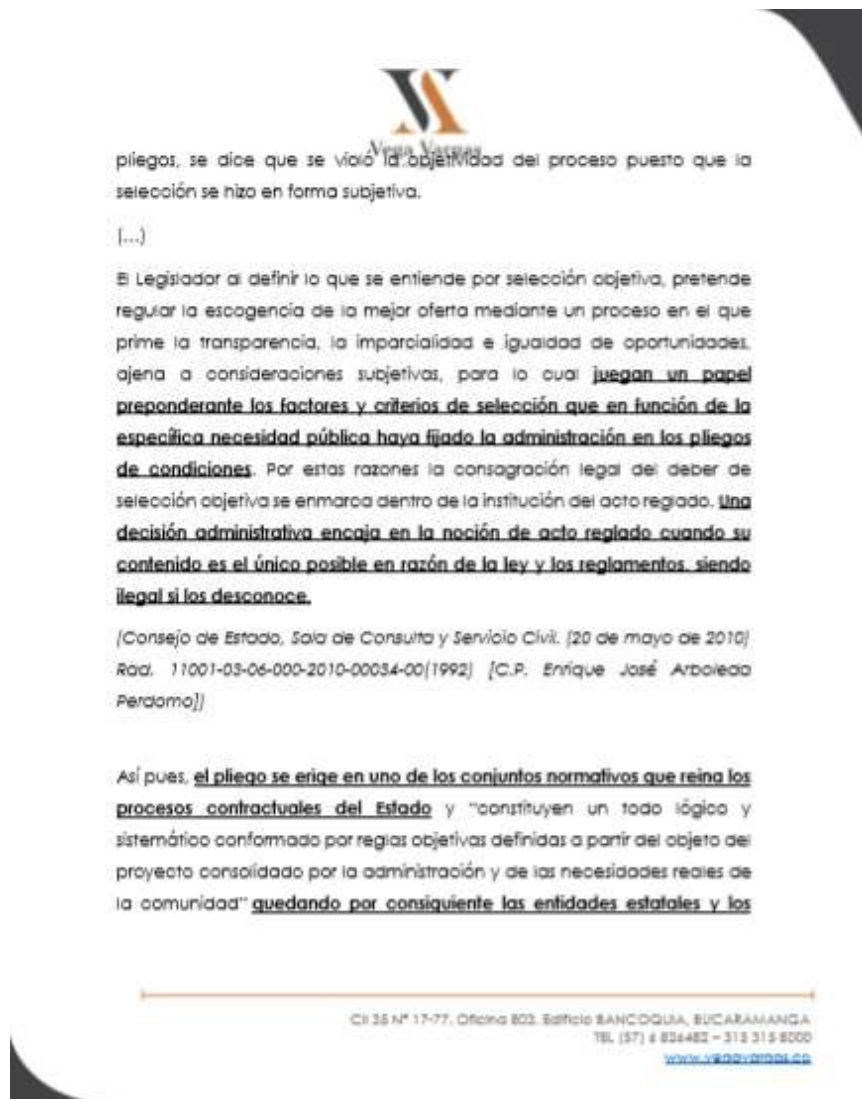 Vega Vargas
pliegos, se dice que se violó la objetividad del proceso puesto que la
selección se hizo en forma subjetiva.
(...)
El Legislador al definir lo que se entiende por selección objetiva, pretende
regular la escogencia de la mejor oferta mediante un proceso en el que
prime la transparencia, la imparcialidad e igualdad de oportunidades,
ajena a consideraciones subjetivas, para lo cual juegan un papel
preponderante los factores y criterios de selección que en función de la
específica necesidad pública haya fijado la administración en los pliegos
de condiciones. Por estas razones la consagración legal del deber de
selección objetiva se enmarca dentro de la institución del acto reglado. Una
decisión administrativa encaja en la noción de acto reglado cuando su
contenido es el único posible en razón de la ley y los reglamentos, siendo
ilegal si los desconoce.
(Consejo de Estado, Sala de Consulta y Servicio Civil. (20 de mayo de 2010)
Rad. 11001-03-06-000-2010-00034-00(1992) [C.P. Enrique José Arboleda
Perdomo])
Así pues, el pliego se erige en uno de los conjuntos normativos que reina los
procesos contractuales del Estado y "constituyen un todo lógico y
sistemático conformado por reglas objetivas definidas a partir del objeto del
proyecto consolidado por la administración y de las necesidades reales de
la comunidad" quedando por consiguiente las entidades estatales y los
Cll 35 N° 17-77. Oficina 803. Edificio BANCOQUIA, BUCARAMANGA
TEL (57) 6 836482 – 313 315 8000
www.vegavargas.co